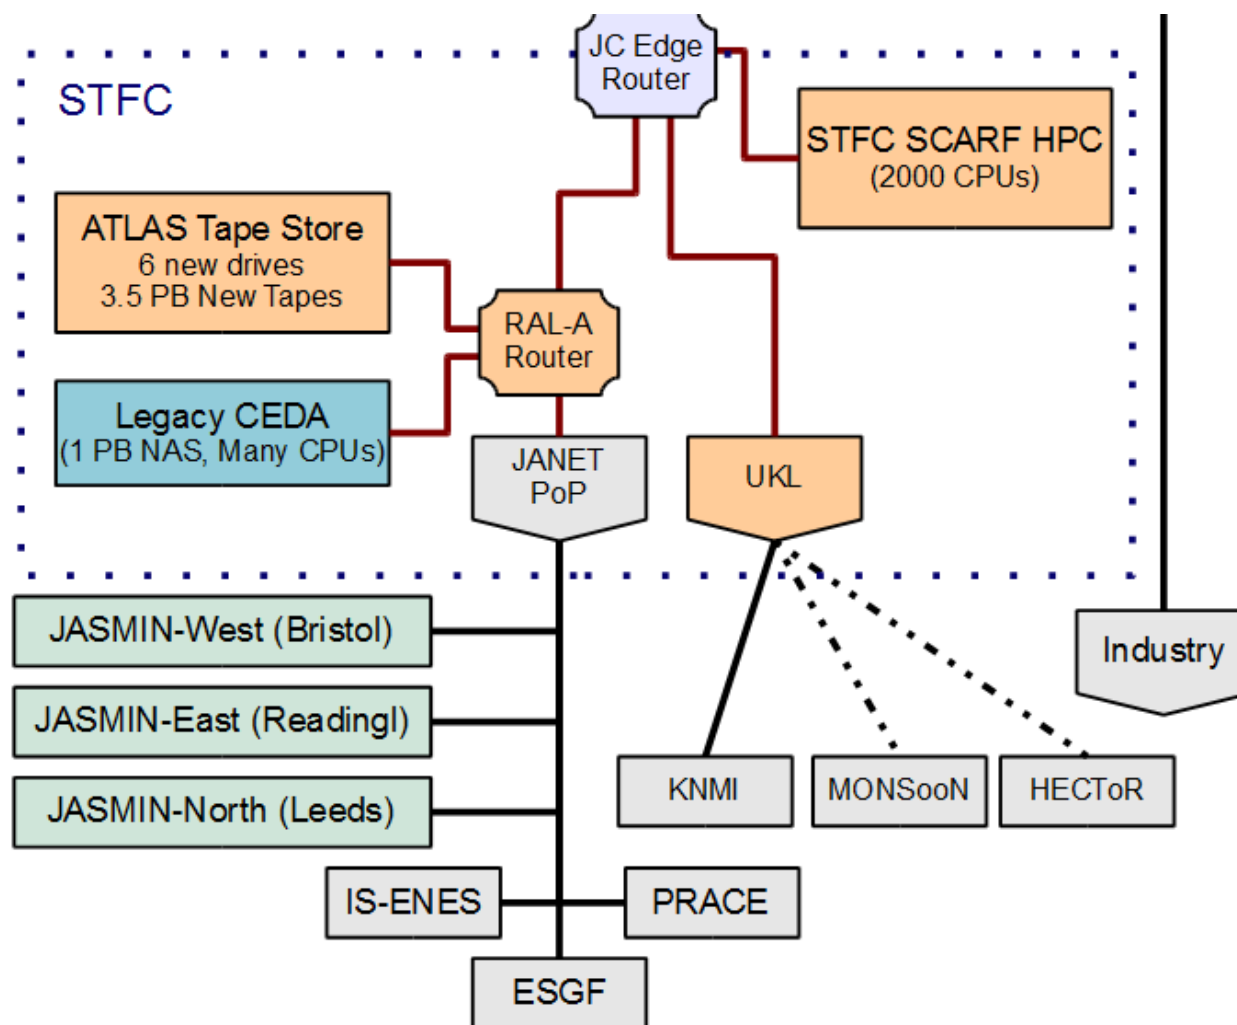 JC Edge
Router
STFC
STFC SCARF HPC
(2000 CPUs)
ATLAS Tape Store
6 new drives
3.5 PB New Tapes
RAL-A
Router
Legacy CEDA
(1 PB NAS, Many CPUs)
JANET
PoP
UKL
JASMIN-West (Bristol)
Industry
JASMIN-East (Readingl)
KNMI
MONSooN
HECToR
JASMIN-North (Leeds)
IS-ENES
PRACE
ESGF